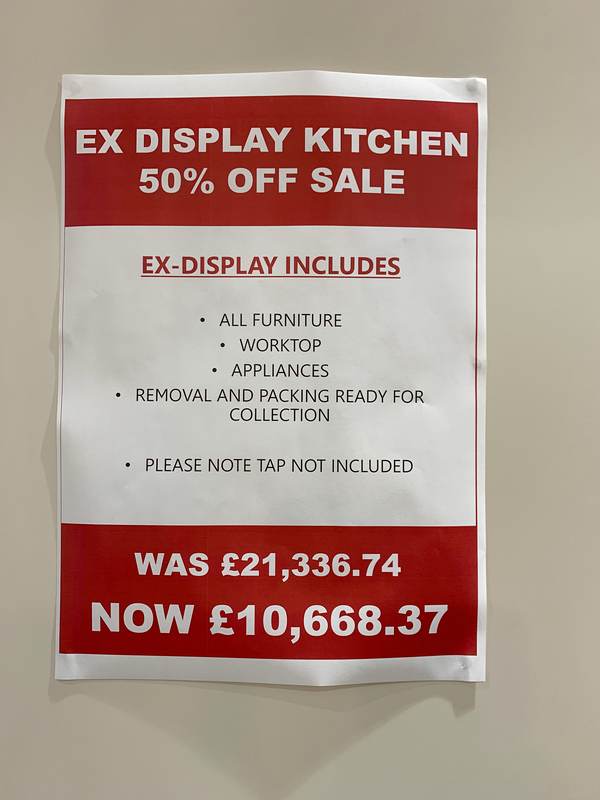 EX DISPLAY KITCHEN
50% OFF SALE
EX-DISPLAY INCLUDES
• ALL FURNITURE
• WORKTOP
• APPLIANCES
• REMOVAL AND PACKING READY FOR
COLLECTION
• PLEASE NOTE TAP NOT INCLUDED
WAS £21,336.74
NOW £10,668.37